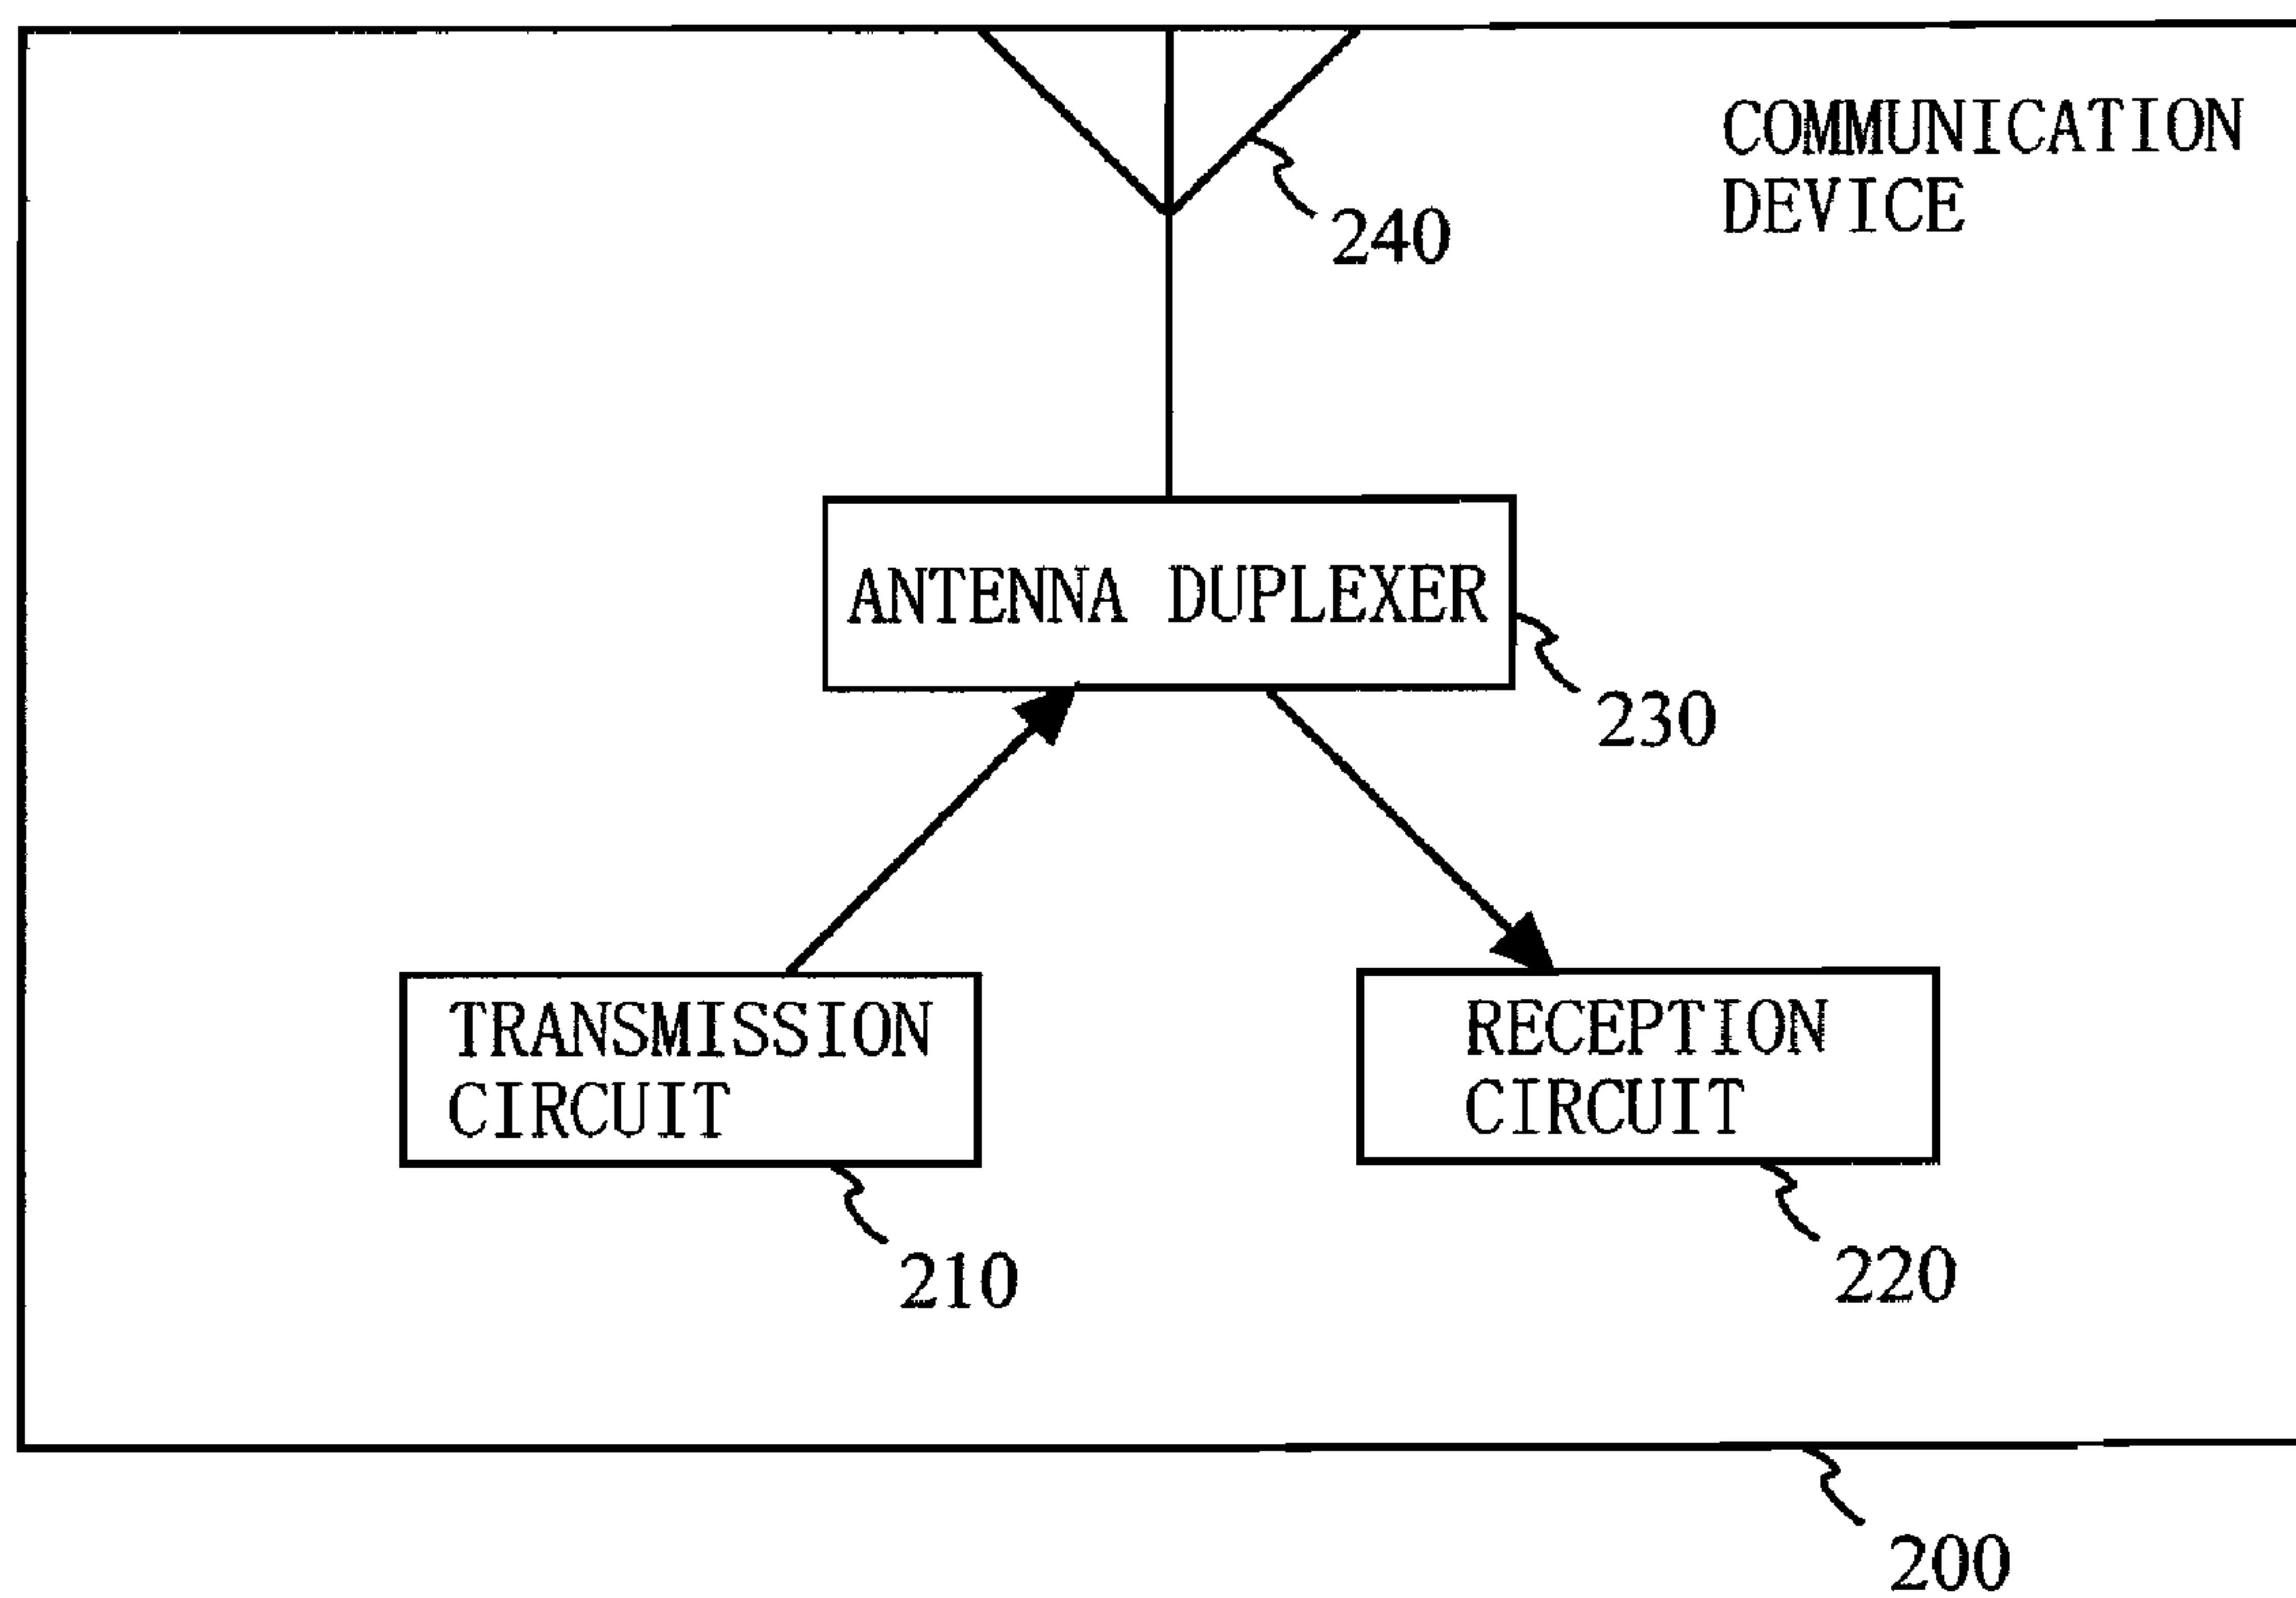 COMMUNICATION
DEVICE
240
ANTENNA DUPLEXER
230
TRANSMISSION
CIRCUIT
RECEPTION
CIRCUIT
210
220
200